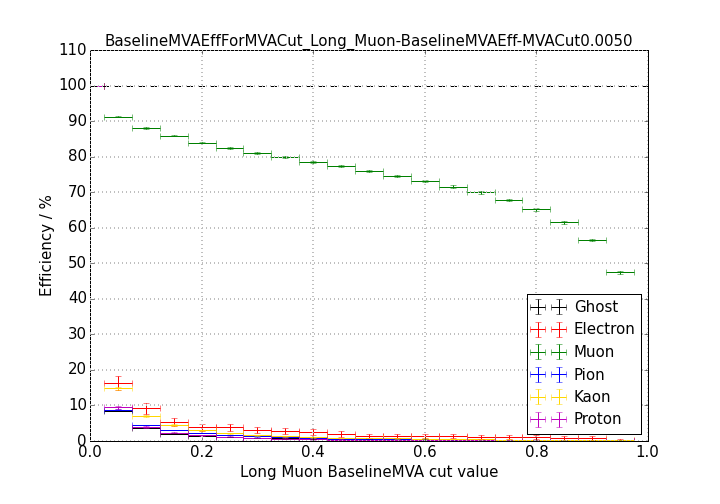 BaselineMVAEffForMVACut_Long_Muon-BaselineMVAEff-MVACut0.0050
110
100
90
80
70
60
50
40
30
20
10
0
Efficiency / %
Ghost
Electron
Muon
Pion
Kaon
Proton
0.0 0.2 0.4 0.6 0.8 1.0
Long Muon BaselineMVA cut value